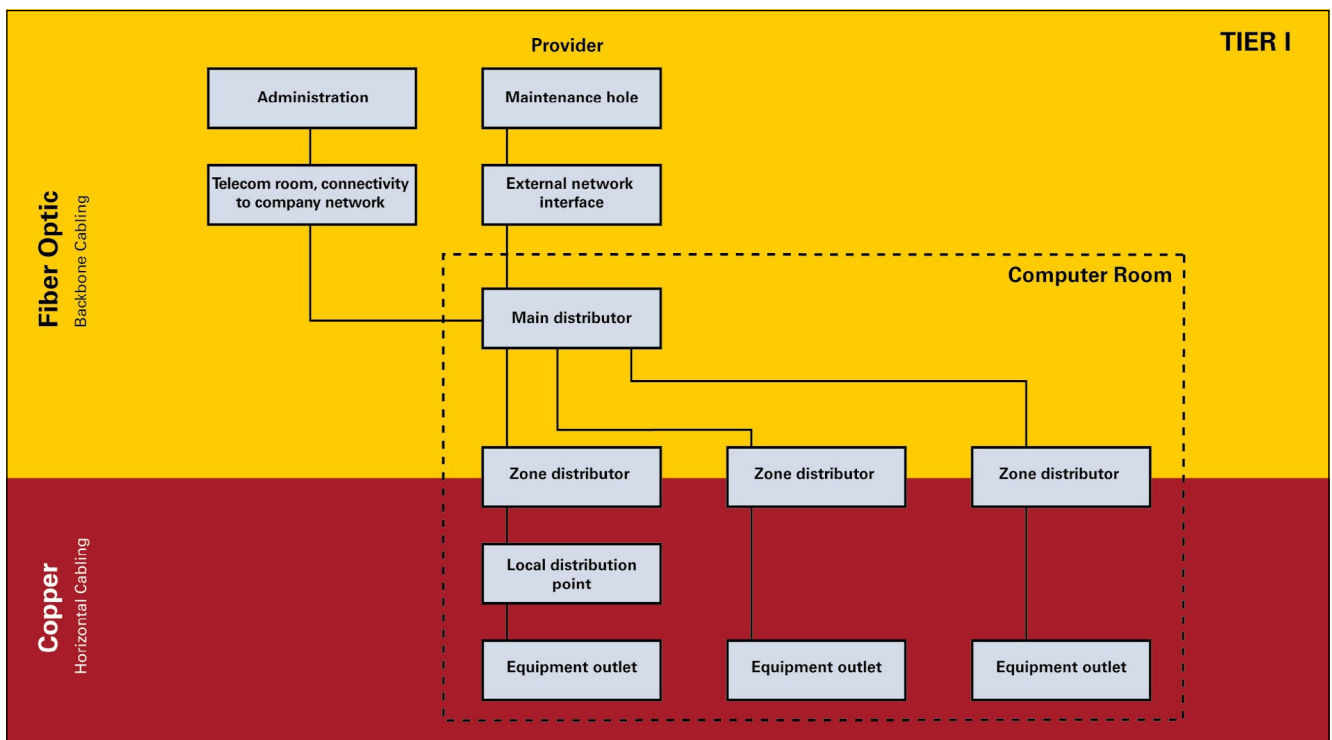 TIER I
Provider
Administration
Maintenance hole
Telecom room, connectivity
to company network
External network
interface
Fiber Optic
Backbone Cabling
Computer Room
Main distributor
Zone distributor
Zone distributor
Zone distributor
Copper
Horizontal Cabling
Local distribution
point
Equipment outlet
Equipment outlet
Equipment outlet